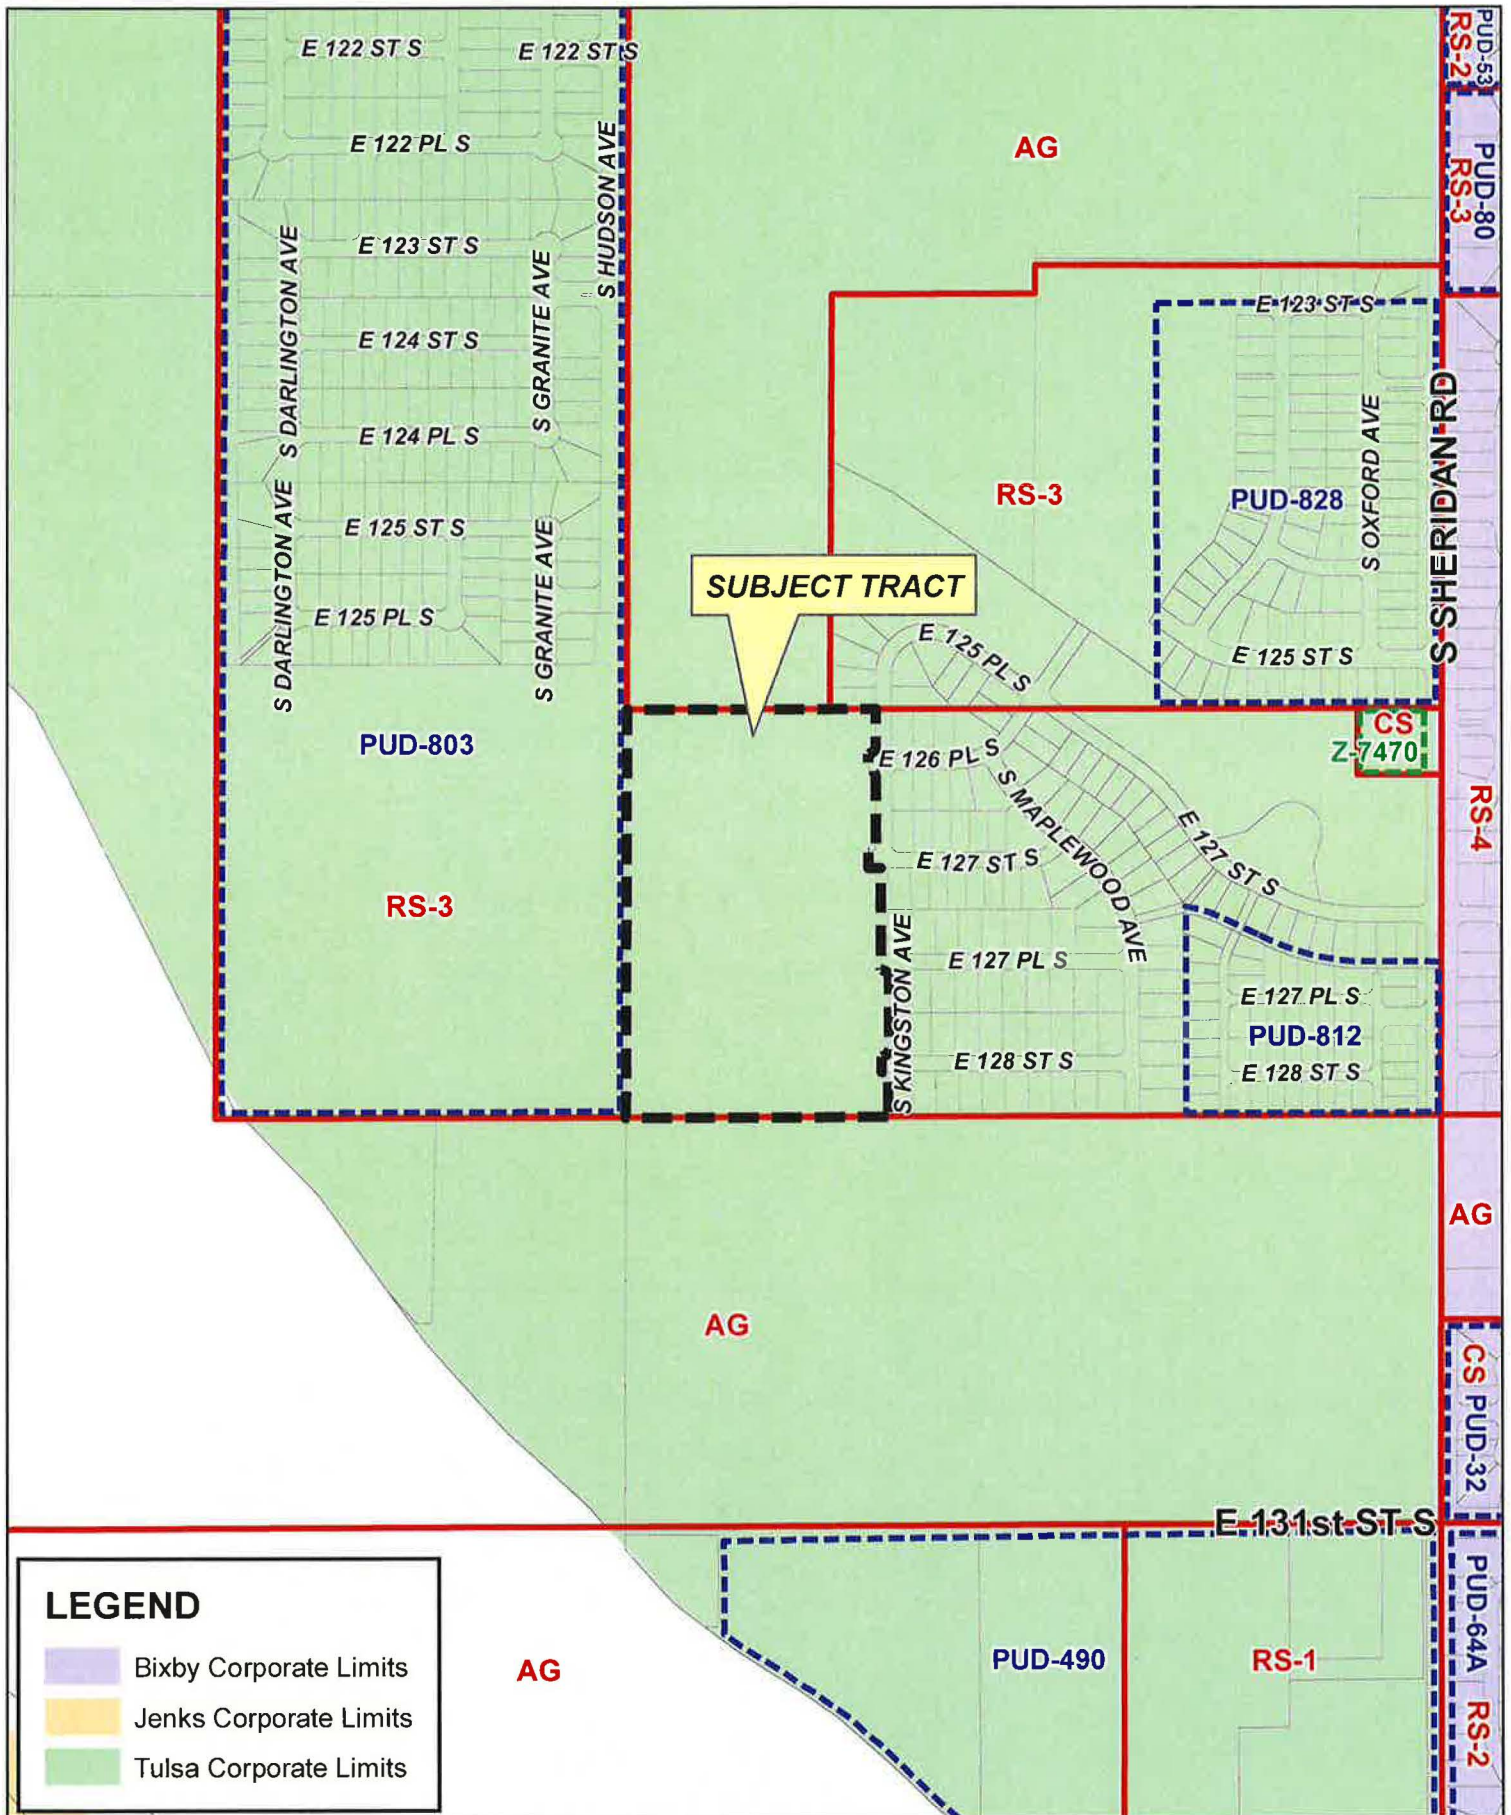 E 122 ST S
E 122 ST S
PUD-53
RS-2
E 122 PL S
S HUDSON AVE
AG
PUD-80
RS-3
E 123 ST S
S DARLINGTON AVE
S GRANITE AVE
E 124 ST S
E 123 ST S
E 124 PL S
S OXFORD AVE
S SHERIDAN RD
RS-3
PUD-828
E 125 ST S
S DARLINGTON AVE
S GRANITE AVE
SUBJECT TRACT
E 125 PL S
E 125 PL S
E 125 ST S
PUD-803
CS
Z-7470
E 126 PL S
S MAPLEWOOD AVE
E 127 ST S
RS-4
E 127 ST S
RS-3
S KINGSTON AVE
E 127 PL S
E 127 PL S
PUD-812
E 128 ST S
E 128 ST S
AG
AG
CS
PUD-32
E 131st ST S
LEGEND
Bixby Corporate Limits
Jenks Corporate Limits
Tulsa Corporate Limits
AG
PUD-490
RS-1
PUD-64A
RS-2